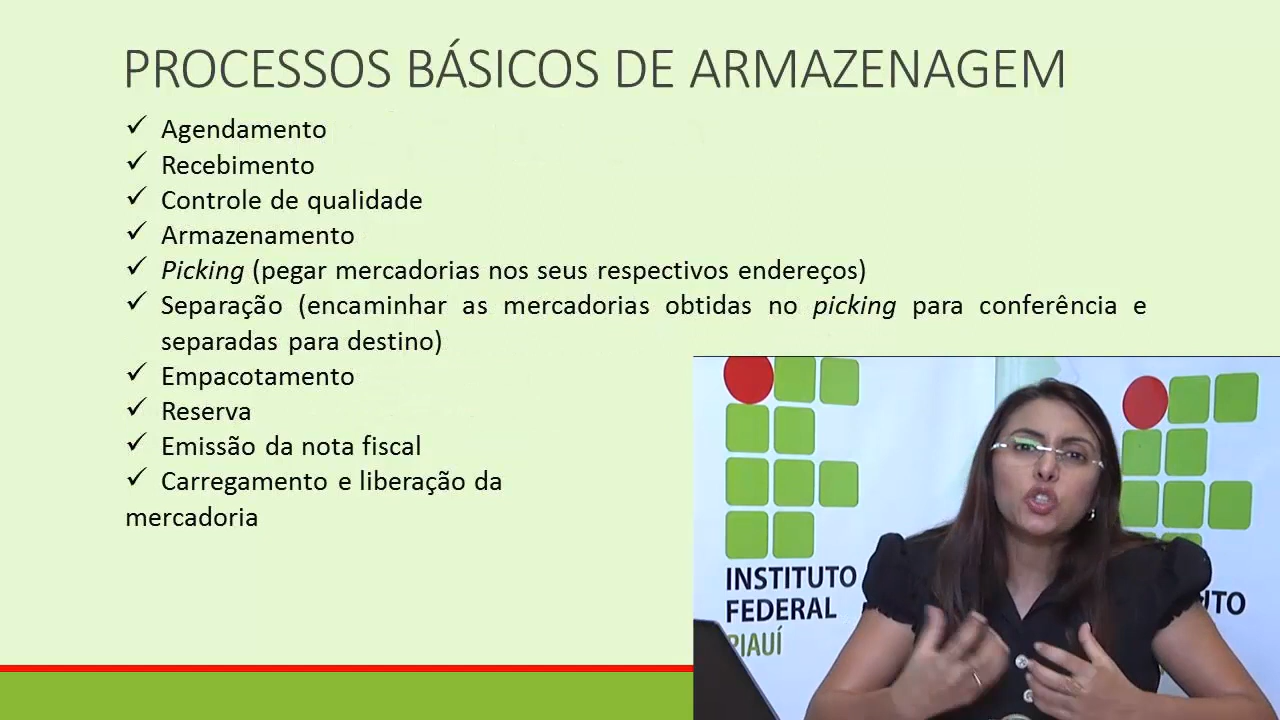 PROCESSOS BÁSICOS DE ARMAZENAGEM
✓ Agendamento
✓ Recebimento
✓ Controle de qualidade
✓ Armazenamento
✓ Picking (pegar mercadorias nos seus respectivos endereços)
✓ Separação (encaminhar as mercadorias obtidas no picking para conferência e
separadas para destino)
✓ Empacotamento
✓ Reserva
✓ Emissão da nota fiscal
✓ Carregamento e liberação da
mercadoria
INSTITUTO
FEDERAL
PIAUÍ